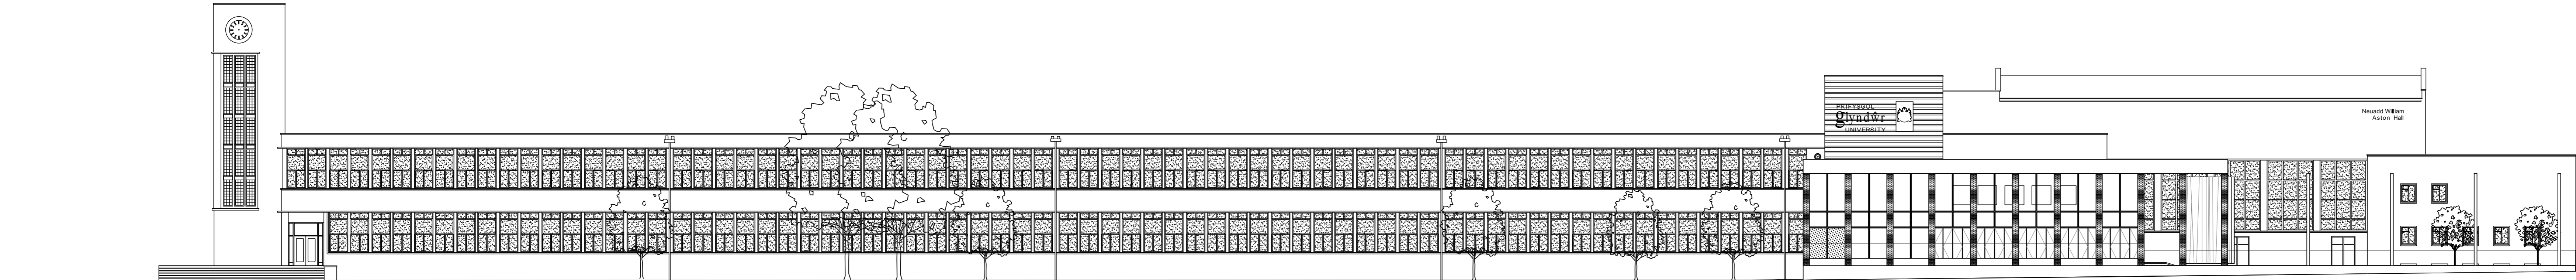 PRIFYSGOL
glyndŵr
UNIVERSITY
Neuadd William
Aston Hall